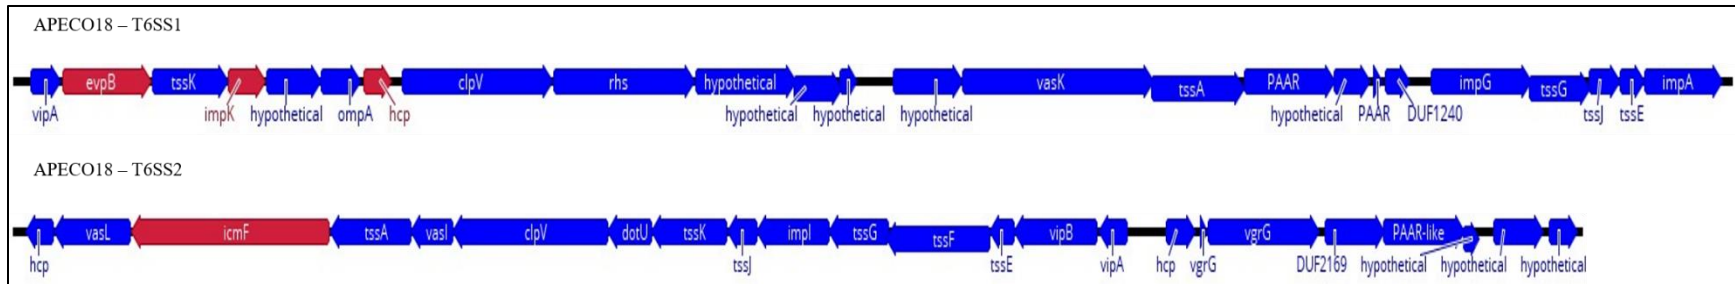 APECO18 – T6SS1
evpB tssK clpV rhs hypothetical vasK tssA PAAR impG tssG impA
vipA impK hypothetical ompA hcp hypothetical hypothetical hypothetical hypothetical PAAR DUF1240 tssJ tssE
APECO18 – T6SS2
vasL icmF tssA vasI clpV dotU tssK impI tssG tssF vipB vgrG PAAR-like
hcp tssJ tssE vipA hcp vgrG DUF2169 hypothetical hypothetical hypothetical